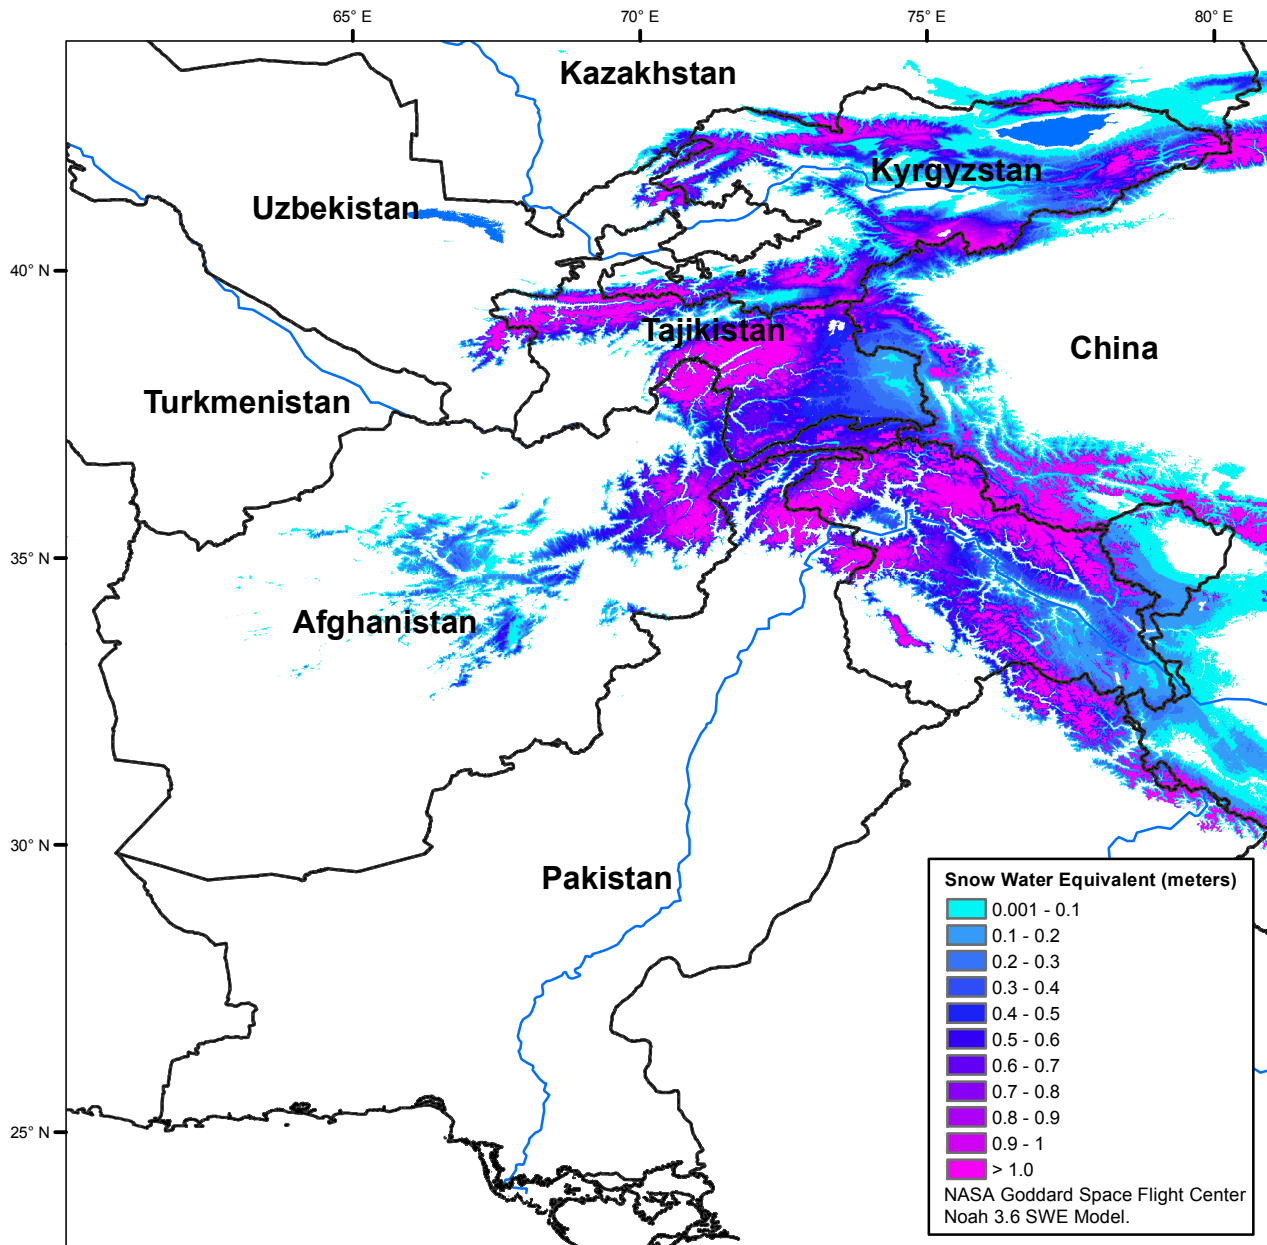 65° E
70° E
75° E
80° E
Kazakhstan
Kyrgyzstan
Uzbekistan
40° N
Tajikistan
China
Turkmenistan
35° N
Afghanistan
30° N
Pakistan
25° N
Snow Water Equivalent (meters)
0.001 - 0.1
0.1 - 0.2
0.2 - 0.3
0.3 - 0.4
0.4 - 0.5
0.5 - 0.6
0.6 - 0.7
0.7 - 0.8
0.8 - 0.9
0.9 - 1
> 1.0
NASA Goddard Space Flight Center
Noah 3.6 SWE Model.